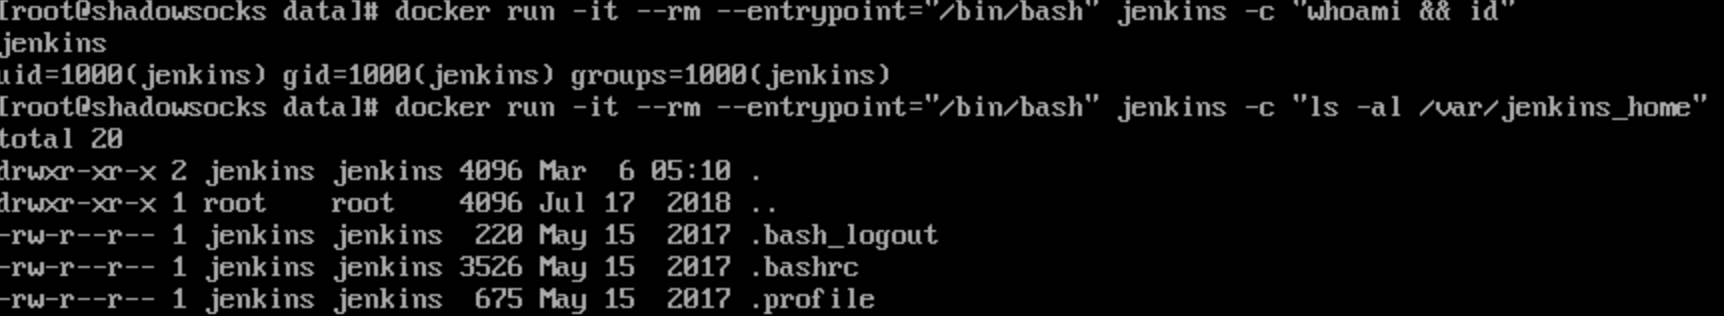 [root@shadowsocks data]# docker run -it --rm --entrypoint="/bin/bash" jenkins -c "whoami && id"
jenkins
uid=1000(jenkins) gid=1000(jenkins) groups=1000(jenkins)
[root@shadowsocks data]# docker run -it --rm --entrypoint="/bin/bash" jenkins -c "ls -al /var/jenkins_home"
total 20
drwxr-xr-x 2 jenkins jenkins 4096 Mar  6 05:10 .
drwxr-xr-x 1 root    root    4096 Jul 17  2018 ..
-rw-r--r-- 1 jenkins jenkins  220 May 15  2017 .bash_logout
-rw-r--r-- 1 jenkins jenkins 3526 May 15  2017 .bashrc
-rw-r--r-- 1 jenkins jenkins  675 May 15  2017 .profile